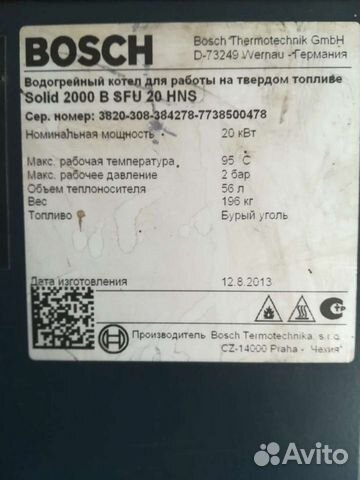 BOSCH
Bosch Thermotechnik GmbH
D-73249 Wernau - Германия
Водогрейный котел для работы на твердом топливе
Solid 2000 B SFU 20 HNS
Сер. номер: 3820-308-384278-7738500478
Номинальная мощность 20 кВт
Макс. рабочая температура 95 °C
Макс. рабочее давление 2 бар
Объем теплоносителя 56 л
Вес 196 кг
Топливо Бурый уголь
Дата изготовления 12.8.2013
Производитель Bosch Termotechnika, s.r.o.
CZ-14000 Praha - Чехия
Avito